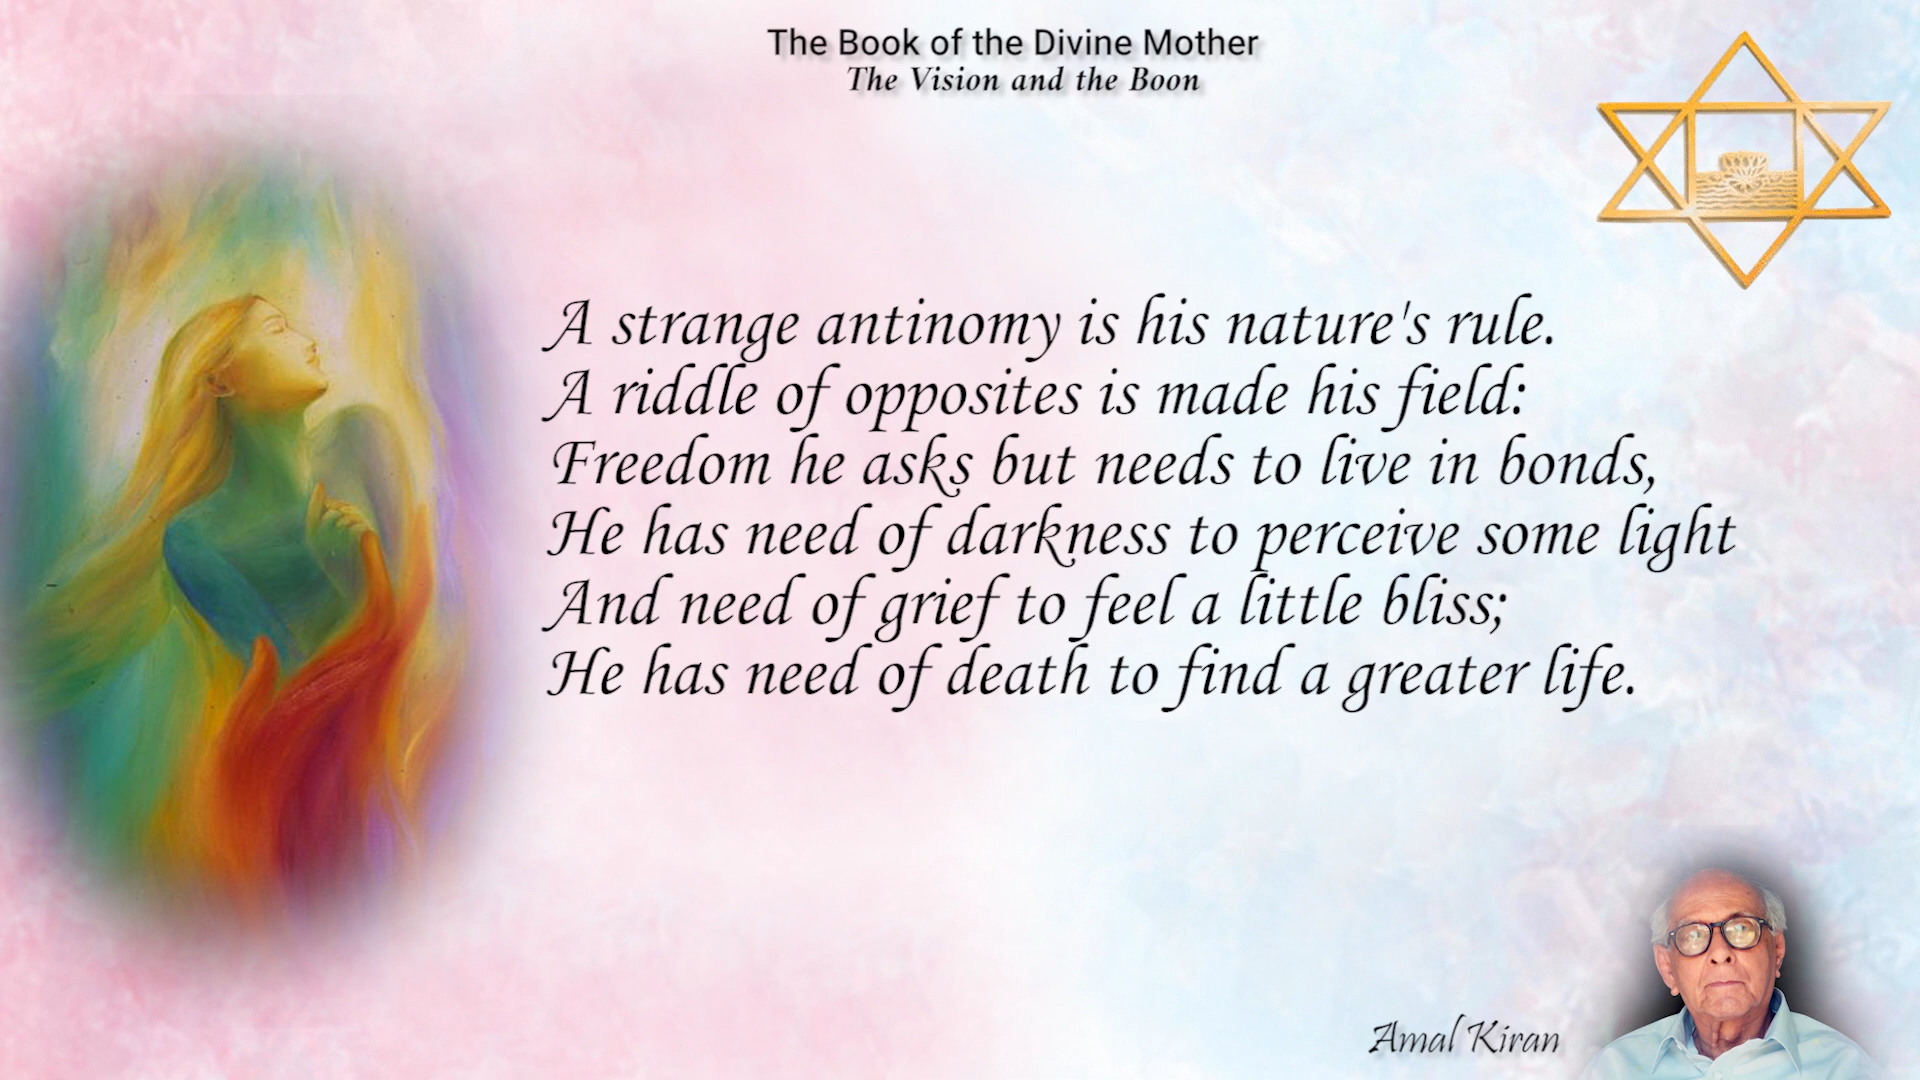 The Book of the Divine Mother
The Vision and the Boon
A strange antinomy is his nature's rule.
A riddle of opposites is made his field:
Freedom he asks but needs to live in bonds,
He has need of darkness to perceive some light
And need of grief to feel a little bliss;
He has need of death to find a greater life.
Amal Kiran